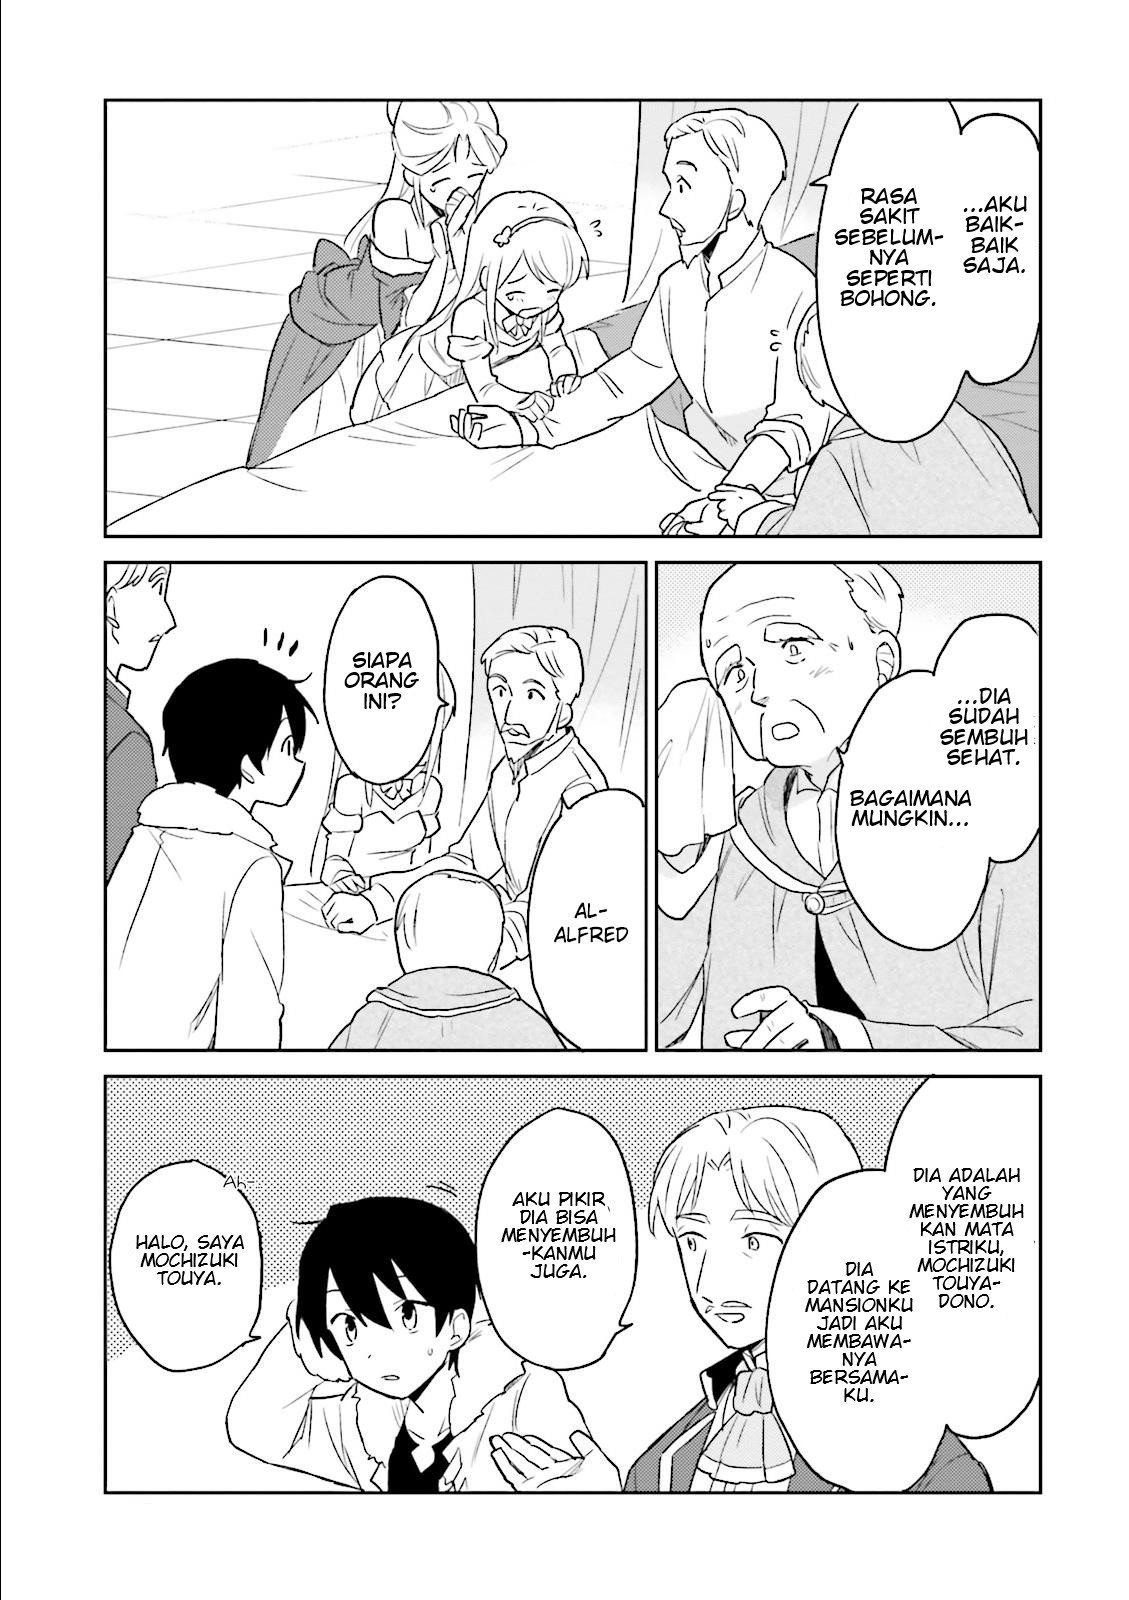 ...AKU
BAIK-
BAIK
SAJA.
RASA
SAKIT
SEBELUM-
NYA
SEPERTI
BOHONG.
...DIA
SUDAH
SEMBUH
SEHAT.
BAGAIMANA
MUNGKIN...
SIAPA
ORANG
INI?
AL-
ALFRED
DIA ADALAH
YANG
MENYEMBUH
KAN MATA
ISTRIKU,
MOCHIZUKI
TOUYA-
DONO.
DIA
DATANG KE
MANSIONKU
JADI AKU
MEMBAWA-
NYA
BERSAMA-
KU.
AKU PIKIR
DIA BISA
MENYEMBUH
-KANMU
JUGA.
Ah-
HALO, SAYA
MOCHIZUKI
TOUYA.